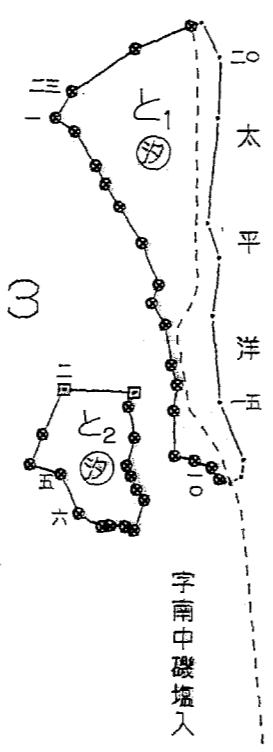 二〇
太平洋
一五
二三
一
と1
汐
一〇
3
二
と2
汐
五
六
字南中磯塩入